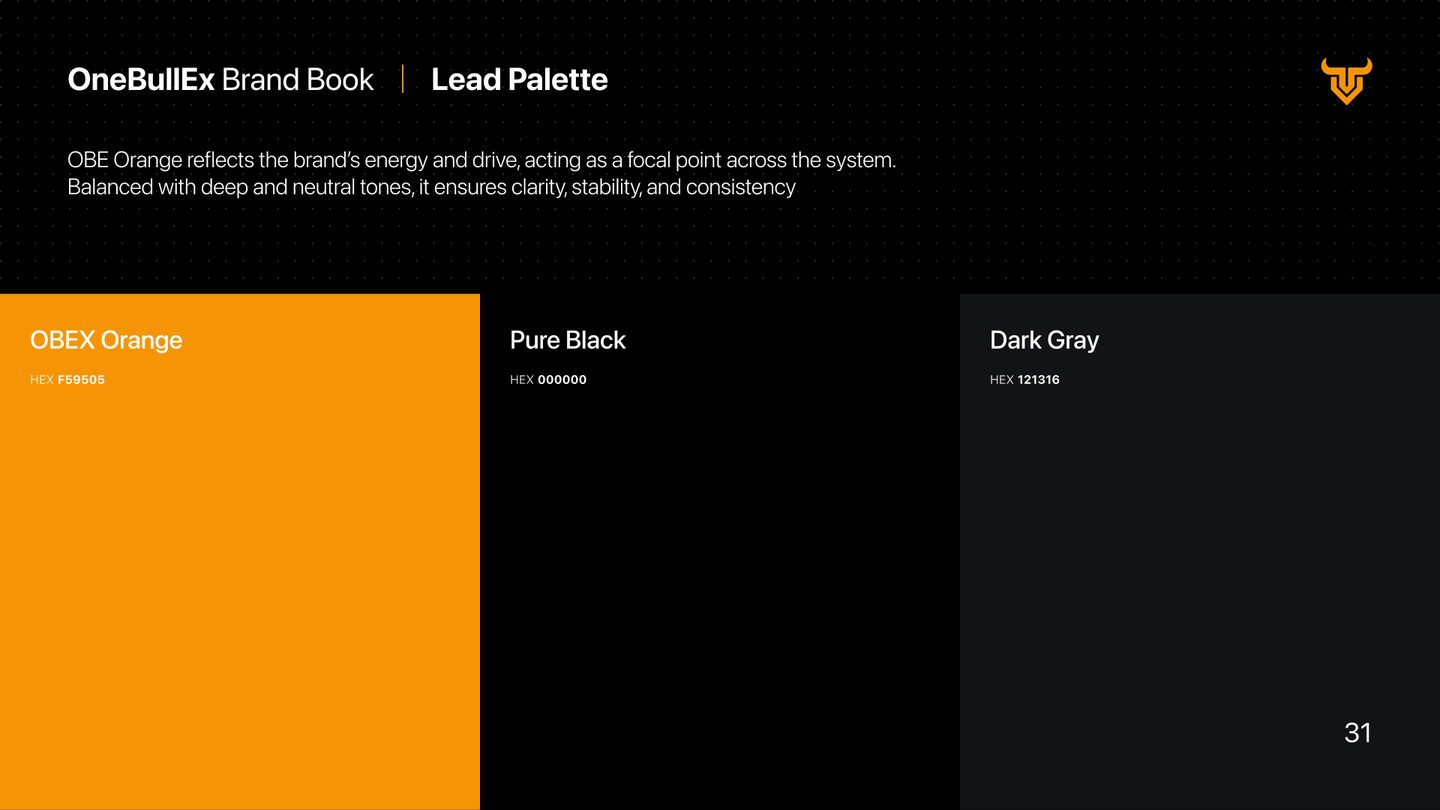 OneBullEx Brand Book | Lead Palette
OBE Orange reflects the brand’s energy and drive, acting as a focal point across the system.
Balanced with deep and neutral tones, it ensures clarity, stability, and consistency
OBEX Orange
HEX F59505
Pure Black
HEX 000000
Dark Gray
HEX 121316
31